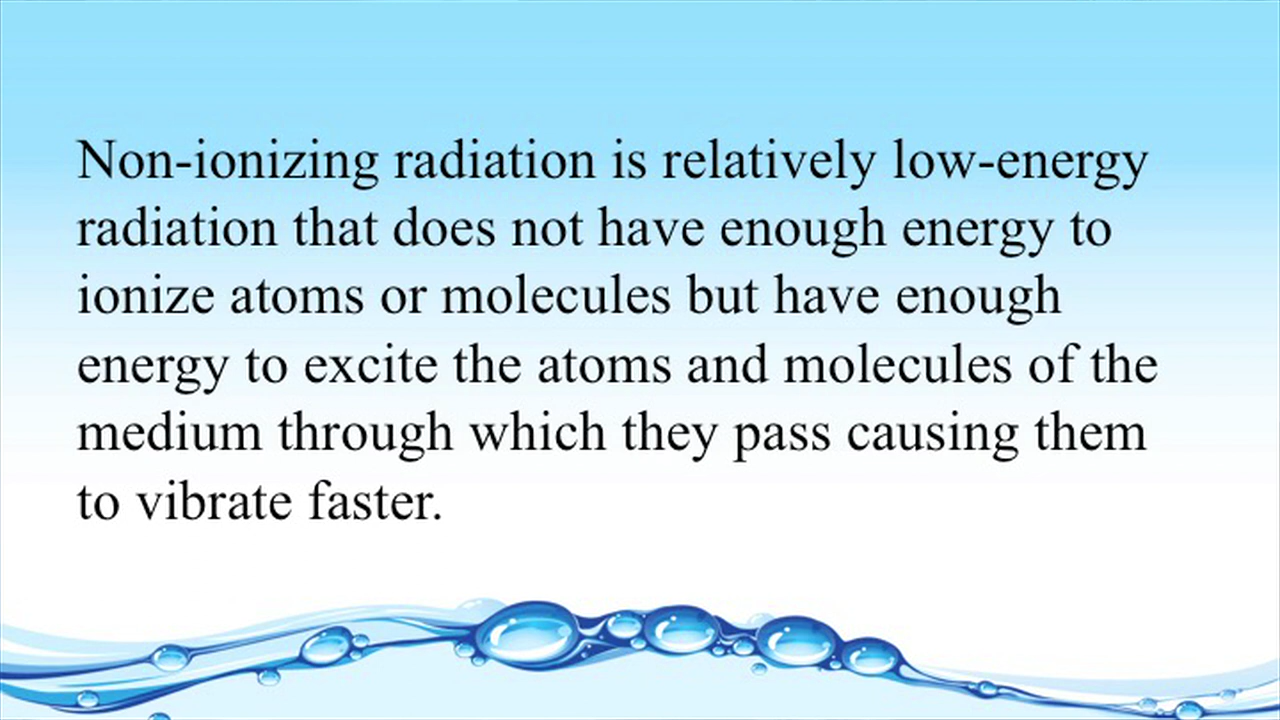 Non-ionizing radiation is relatively low-energy
radiation that does not have enough energy to
ionize atoms or molecules but have enough
energy to excite the atoms and molecules of the
medium through which they pass causing them
to vibrate faster.